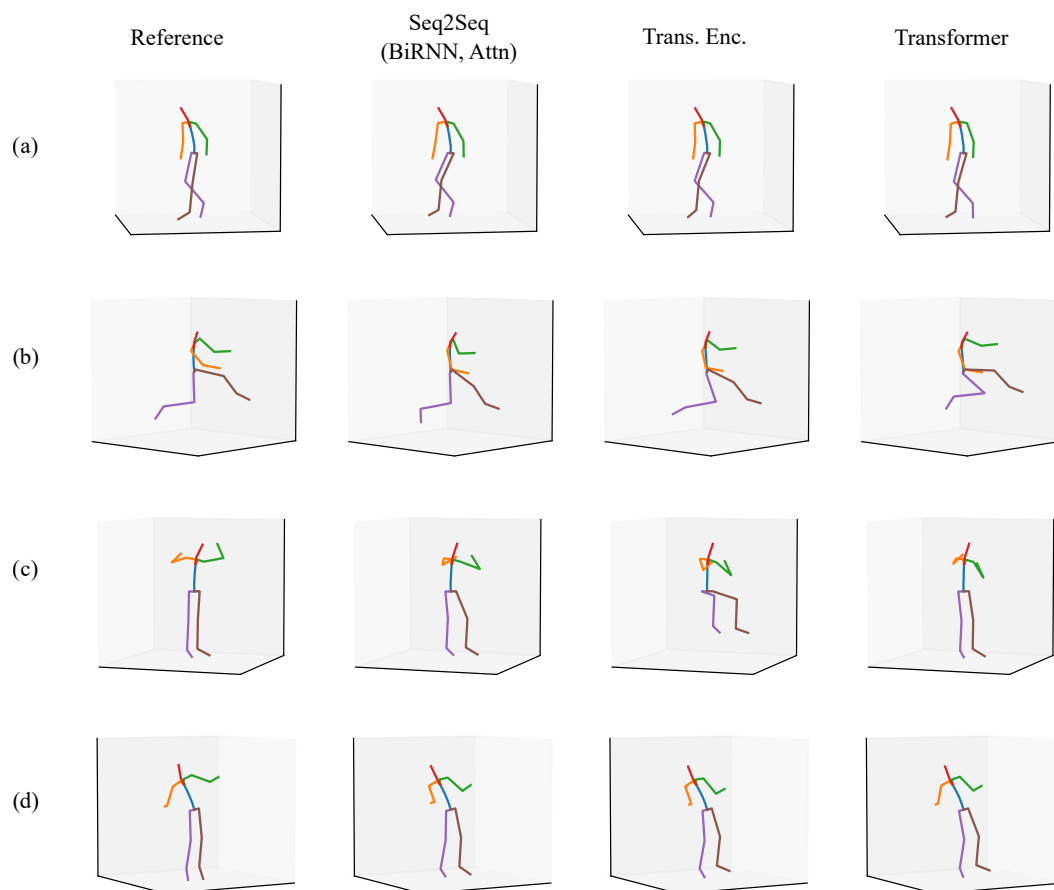 Reference
Seq2Seq
(BiRNN, Attn)
Trans. Enc.
Transformer
(a)
(b)
(c)
(d)